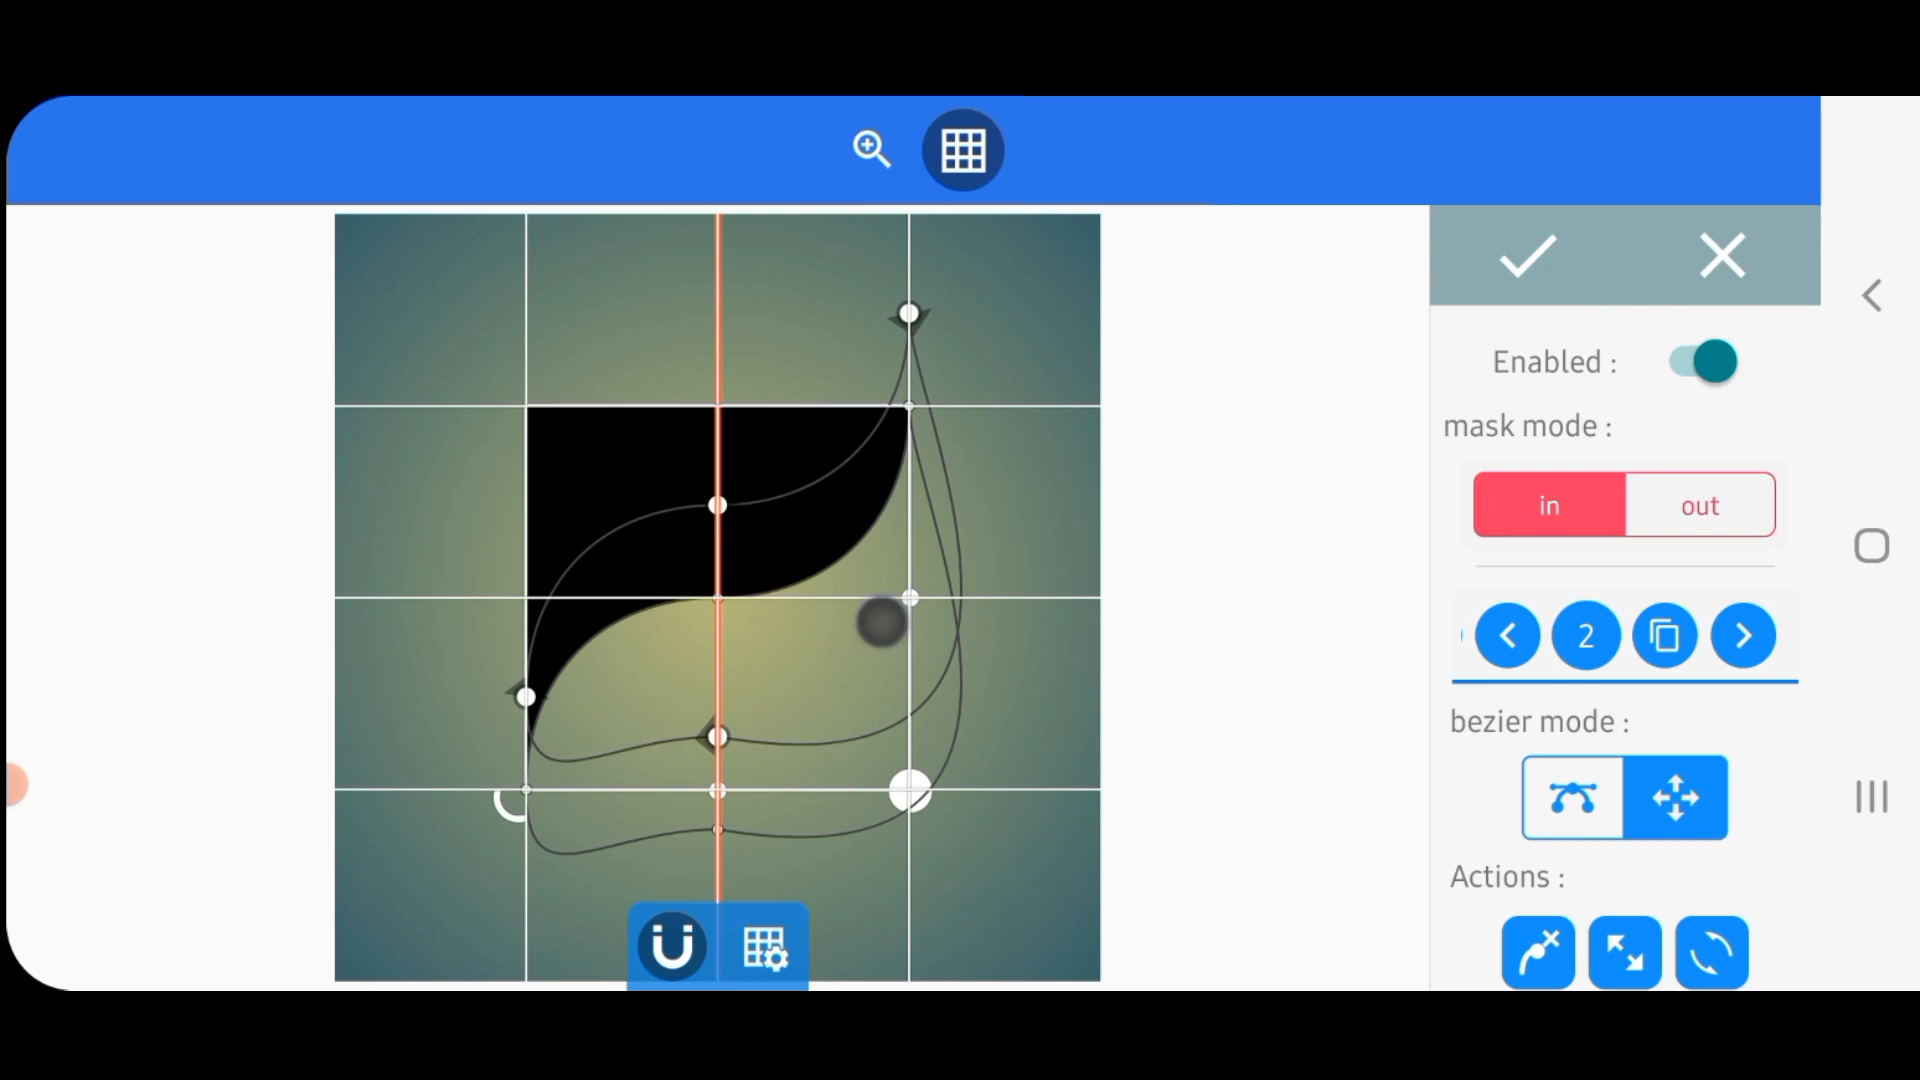 Enabled :
mask mode :
in out
2
bezier mode :
Actions :